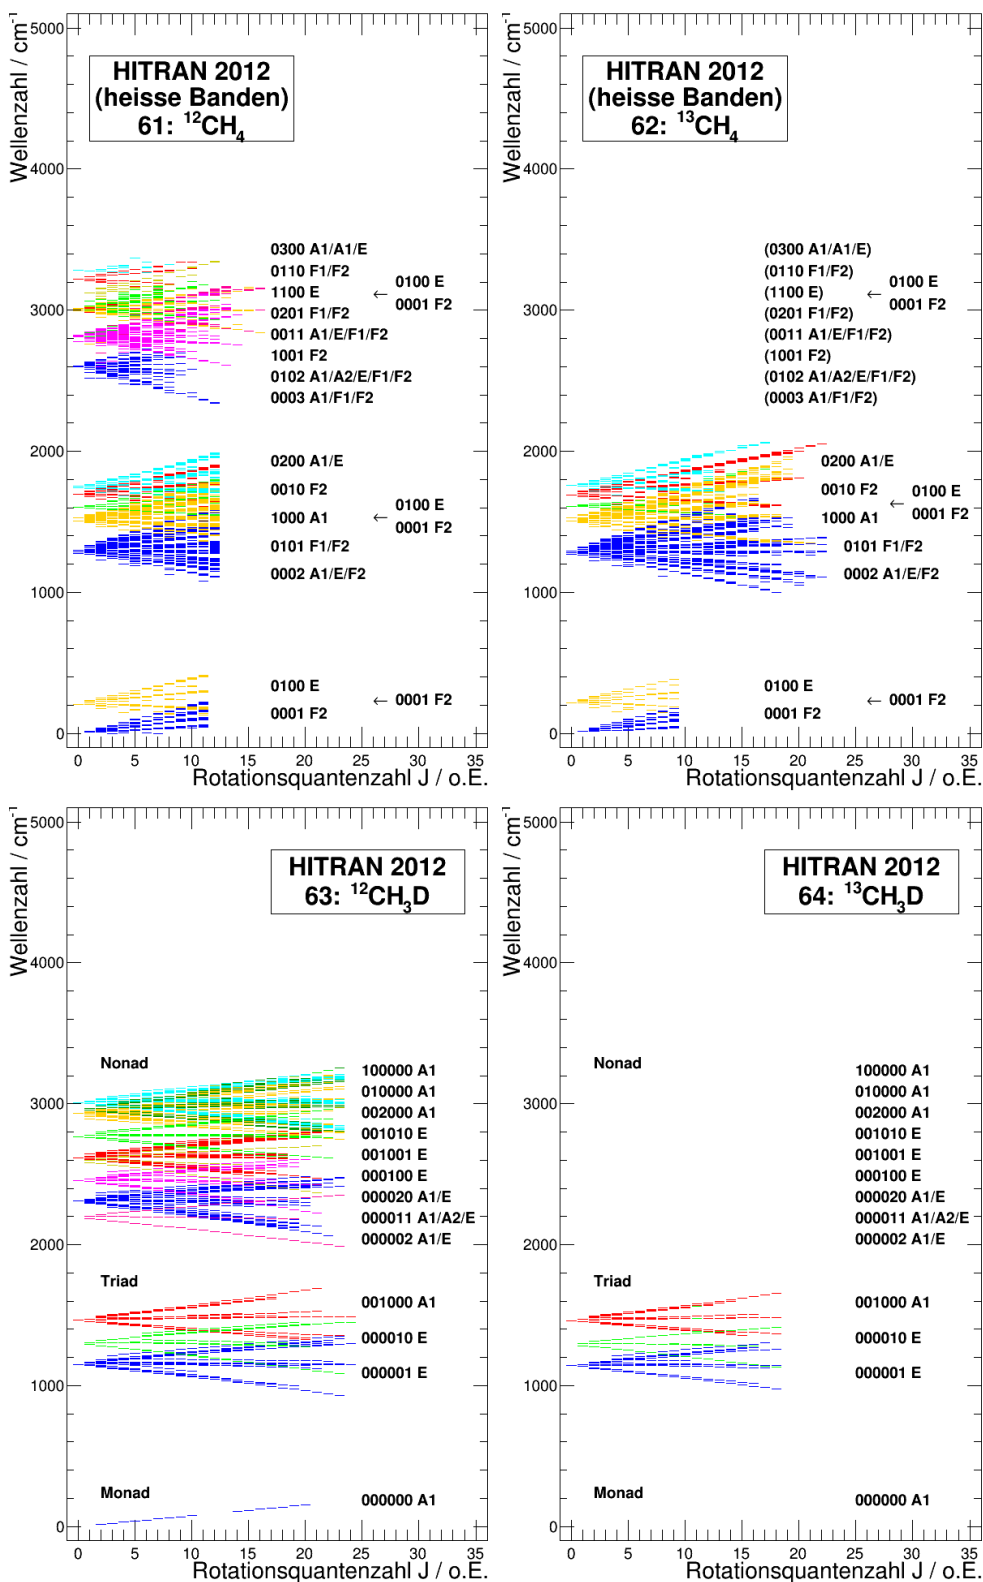 Wellenzahl / cm⁻¹
5000
4000
3000
2000
1000
0
HITRAN 2012
(heisse Banden)
61: ¹²CH₄
0300 A1/A1/E
0110 F1/F2
1100 E
0201 F1/F2
0011 A1/E/F1/F2
1001 F2
0102 A1/A2/E/F1/F2
0003 A1/F1/F2
← 0100 E
0001 F2
0200 A1/E
0010 F2
1000 A1
0101 F1/F2
0002 A1/E/F2
← 0100 E
0001 F2
0100 E
0001 F2
← 0001 F2
0 5 10 15 20 25 30 35
Rotationsquantenzahl J / o.E.
Wellenzahl / cm⁻¹
5000
4000
3000
2000
1000
0
HITRAN 2012
(heisse Banden)
62: ¹³CH₄
(0300 A1/A1/E)
(0110 F1/F2)
(1100 E)
(0201 F1/F2)
(0011 A1/E/F1/F2)
(1001 F2)
(0102 A1/A2/E/F1/F2)
(0003 A1/F1/F2)
← 0100 E
0001 F2
0200 A1/E
0010 F2
1000 A1
0101 F1/F2
0002 A1/E/F2
← 0100 E
0001 F2
0100 E
0001 F2
← 0001 F2
0 5 10 15 20 25 30 35
Rotationsquantenzahl J / o.E.
Wellenzahl / cm⁻¹
5000
4000
3000
2000
1000
0
HITRAN 2012
63: ¹²CH₃D
Nonad
100000 A1
010000 A1
002000 A1
001010 E
001001 E
000100 E
000020 A1/E
000011 A1/A2/E
000002 A1/E
Triad
001000 A1
000010 E
000001 E
Monad
000000 A1
0 5 10 15 20 25 30 35
Rotationsquantenzahl J / o.E.
Wellenzahl / cm⁻¹
5000
4000
3000
2000
1000
0
HITRAN 2012
64: ¹³CH₃D
Nonad
100000 A1
010000 A1
002000 A1
001010 E
001001 E
000100 E
000020 A1/E
000011 A1/A2/E
000002 A1/E
Triad
001000 A1
000010 E
000001 E
Monad
000000 A1
0 5 10 15 20 25 30 35
Rotationsquantenzahl J / o.E.